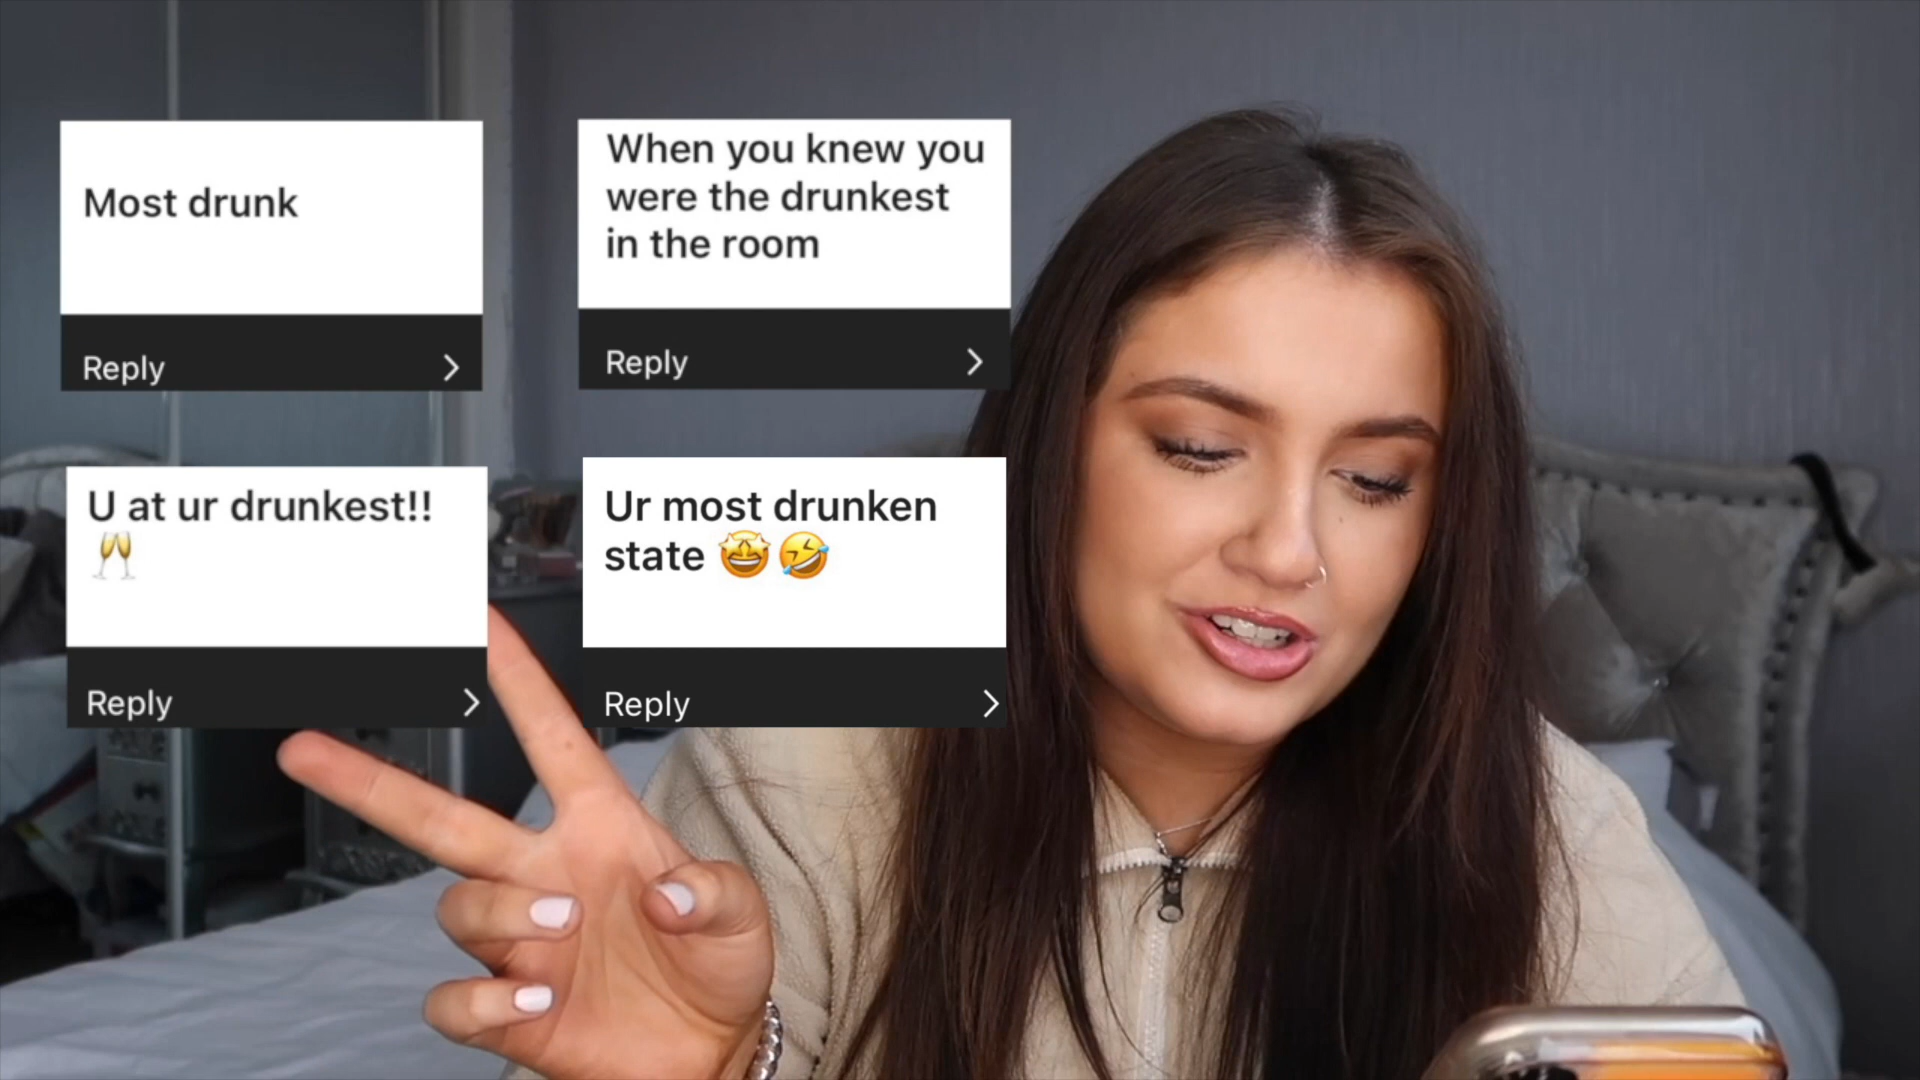 Most drunk
Reply
When you knew you
were the drunkest
in the room
Reply
U at ur drunkest!!
🥂
Reply
Ur most drunken
state 🤩🤣
Reply